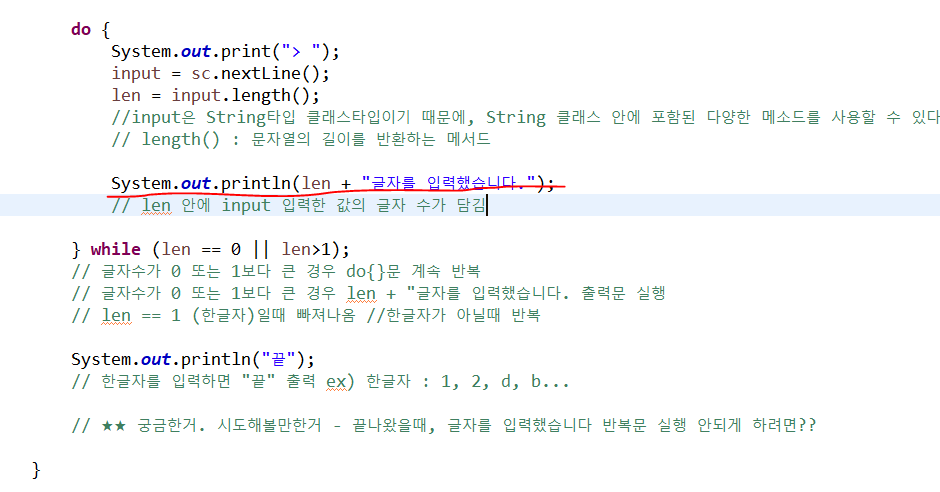 do {
System.out.print("> ");
input = sc.nextLine();
len = input.length();
//input은 String타입 클래스타입이기 때문에, String 클래스 안에 포함된 다양한 메소드를 사용할 수 있다
// length() : 문자열의 길이를 반환하는 메서드
System.out.println(len + "글자를 입력했습니다.");
// len 안에 input 입력한 값의 글자 수가 담김
} while (len == 0 || len>1);
// 글자수가 0 또는 1보다 큰 경우 do{}문 계속 반복
// 글자수가 0 또는 1보다 큰 경우 len + "글자를 입력했습니다. 출력문 실행
// len == 1 (한글자)일때 빠져나옴 //한글자가 아닐때 반복
System.out.println("끝");
// 한글자를 입력하면 "끝" 출력 ex) 한글자 : 1, 2, d, b...
// ★★ 궁금한거. 시도해볼만한거 - 끝나왔을때, 글자를 입력했습니다 반복문 실행 안되게 하려면??
}